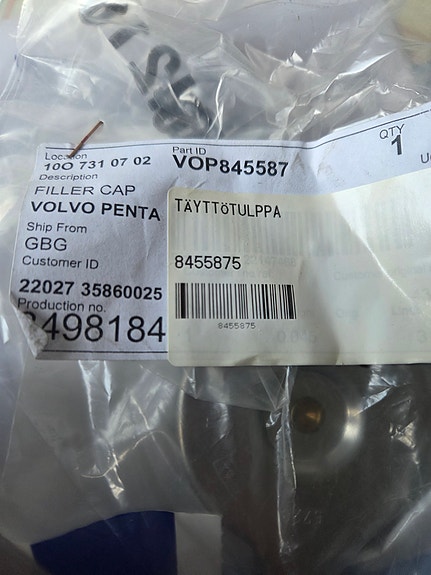 Location
10O 731 07 02
Description
FILLER CAP
VOLVO PENTA
Ship From
GBG
Customer ID
22027 35860025
Production no.
8498184
Part ID
VOP845587
QTY
1
TÄYTTöTULPPA
8455875
8455875